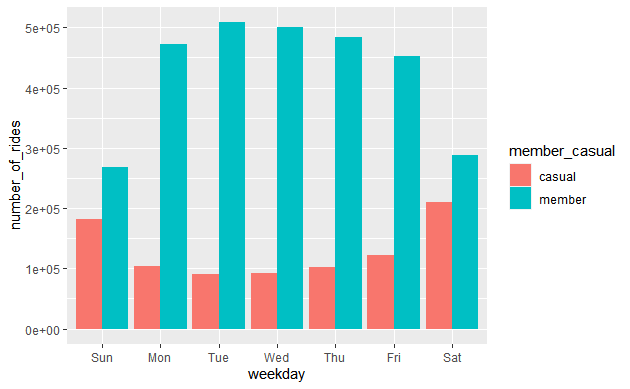 5e+05
4e+05
3e+05
2e+05
1e+05
0e+00
number_of_rides
Sun Mon Tue Wed Thu Fri Sat
weekday
member_casual
casual
member